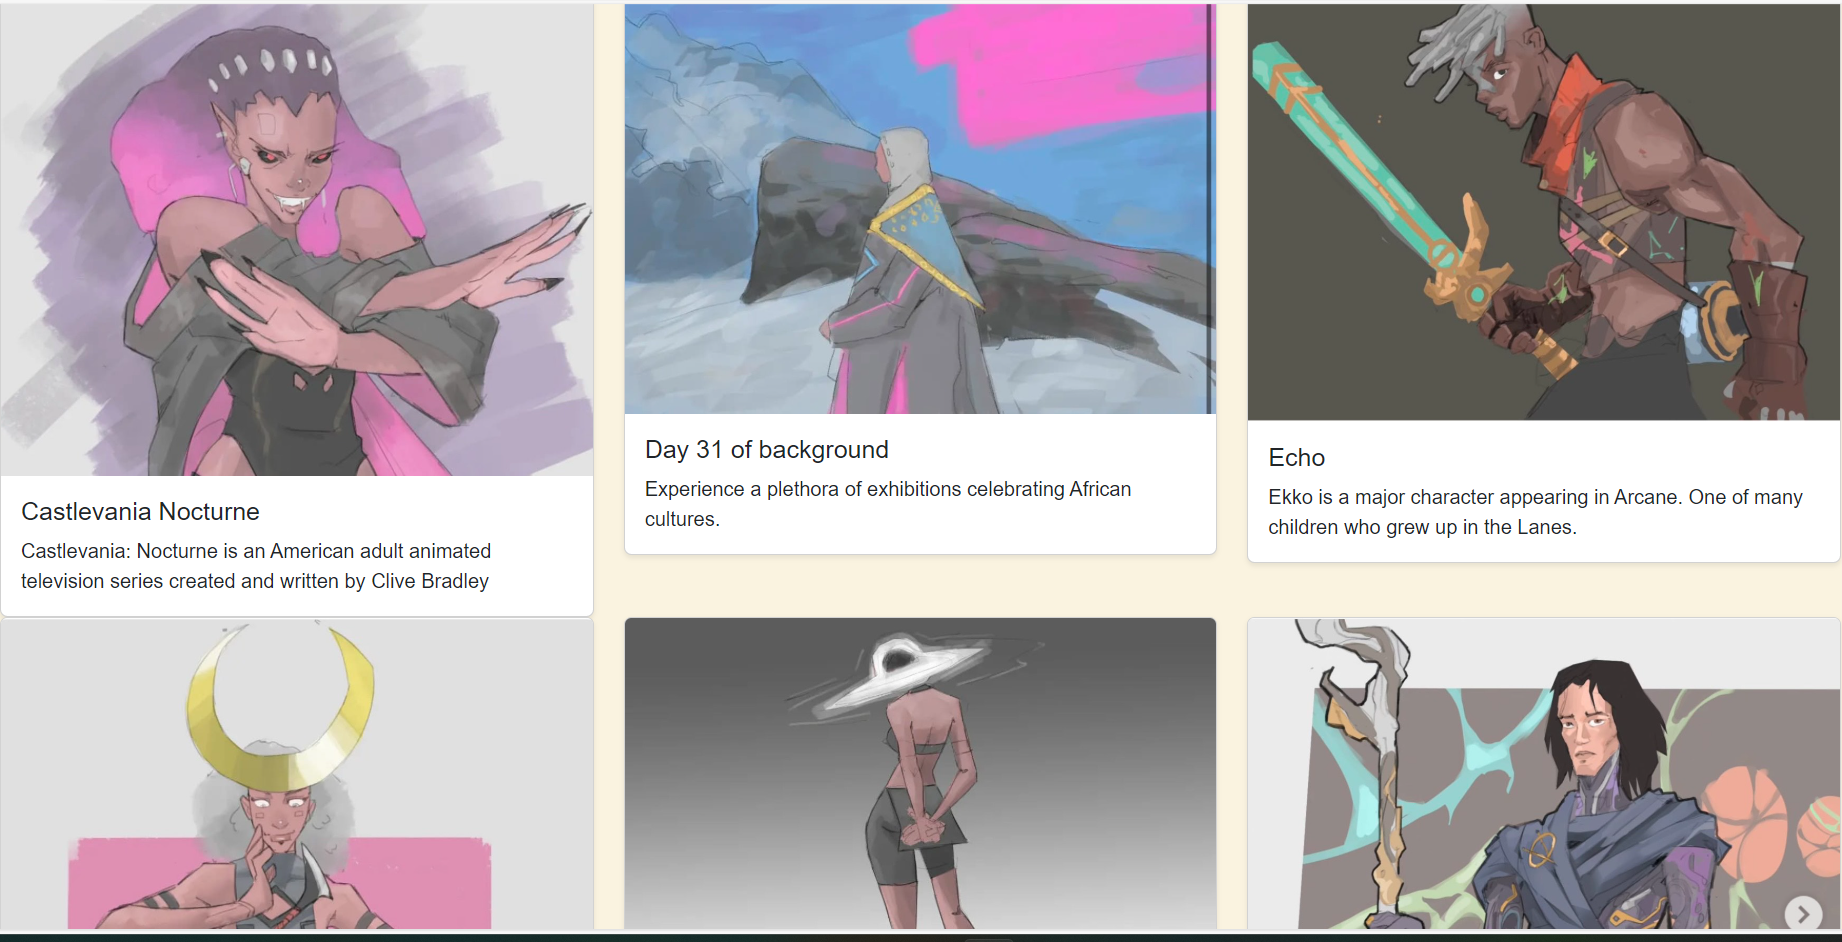 Castlevania Nocturne
Castlevania: Nocturne is an American adult animated
television series created and written by Clive Bradley
Day 31 of background
Experience a plethora of exhibitions celebrating African
cultures.
Echo
Ekko is a major character appearing in Arcane. One of many
children who grew up in the Lanes.